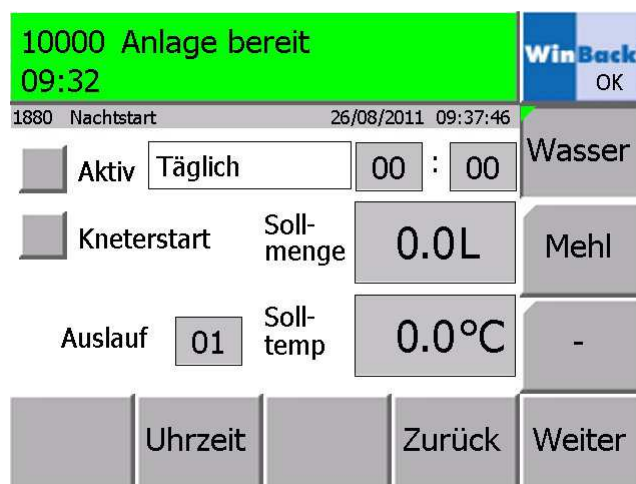 10000 Anlage bereit
09:32
WinBack
OK
1880 Nachtstart 26/08/2011 09:37:46
Wasser
Aktiv Täglich 00 : 00
Kneterstart Soll-
menge 0.0L
Mehl
Auslauf 01 Soll-
temp 0.0°C
-
Uhrzeit Zurück Weiter